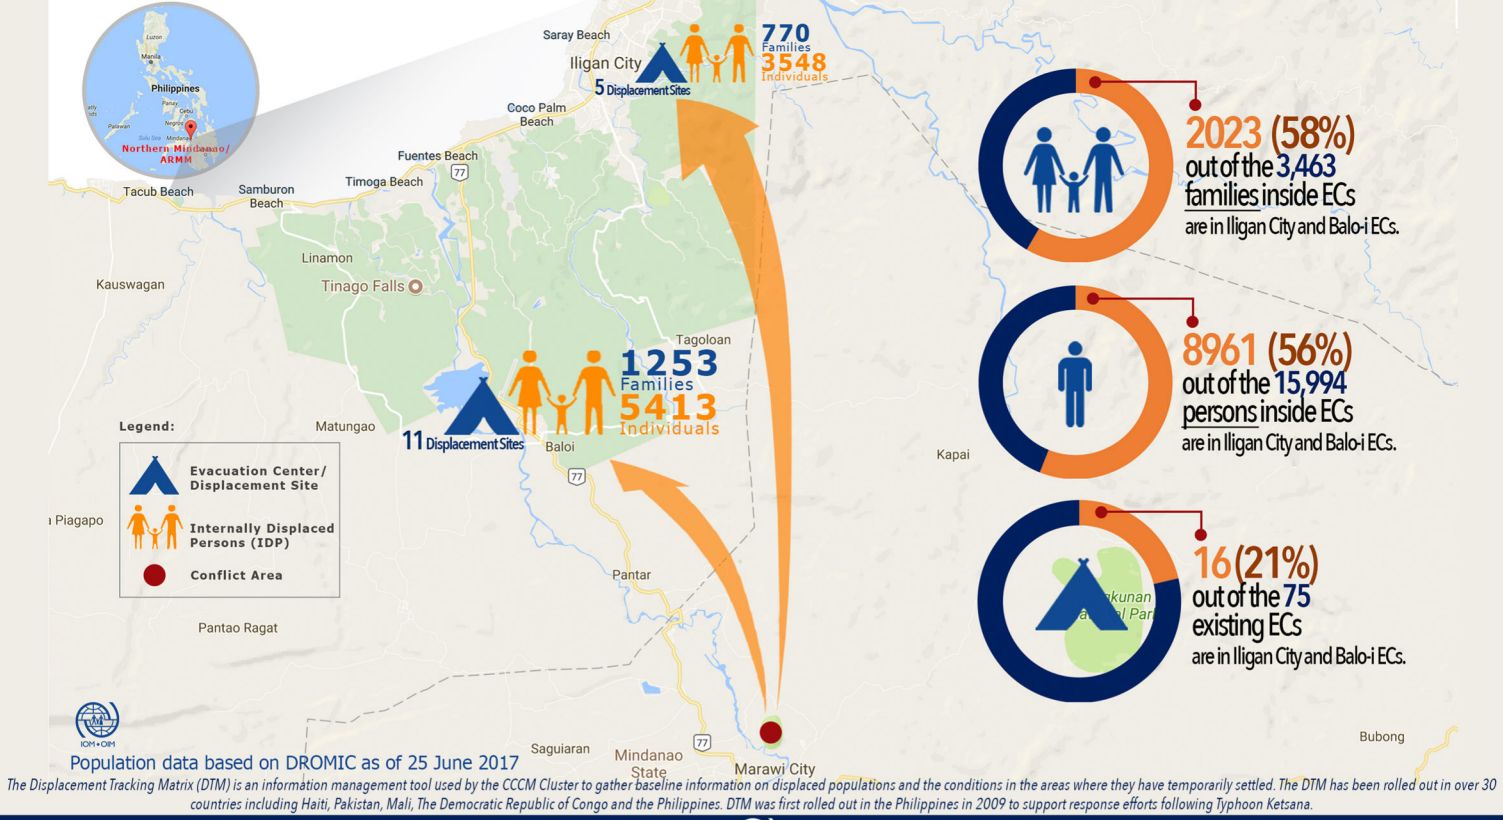 Luzon
Manila
Philippines
Panay
Cebu
Negros
Palawan
Sulu Sea
Northern Mindanao/
ARMM
Saray Beach
Iligan City
5 Displacement Sites
770
Families
3548
Individuals
Coco Palm
Beach
Fuentes Beach
77
Timoga Beach
Samburon
Beach
Tacub Beach
Linamon
Tinago Falls
Kauswagan
Tagoloan
1253
Families
5413
Individuals
11 Displacement Sites
Baloi
77
Matungao
Kapai
Legend:
Evacuation Center/
Displacement Site
Internally Displaced
Persons (IDP)
Conflict Area
Piagapo
Pantar
Pantao Ragat
77
Saguiaran
Mindanao
State
Marawi City
Bubong
2023 (58%)
out of the 3,463
families inside ECs
are in Iligan City and Balo-i ECs.
8961 (56%)
out of the 15,994
persons inside ECs
are in Iligan City and Balo-i ECs.
16 (21%)
out of the 75
existing ECs
are in Iligan City and Balo-i ECs.
IOM•OIM
Population data based on DROMIC as of 25 June 2017
The Displacement Tracking Matrix (DTM) is an information management tool used by the CCCM Cluster to gather baseline information on displaced populations and the conditions in the areas where they have temporarily settled. The DTM has been rolled out in over 30
countries including Haiti, Pakistan, Mali, The Democratic Republic of Congo and the Philippines. DTM was first rolled out in the Philippines in 2009 to support response efforts following Typhoon Ketsana.